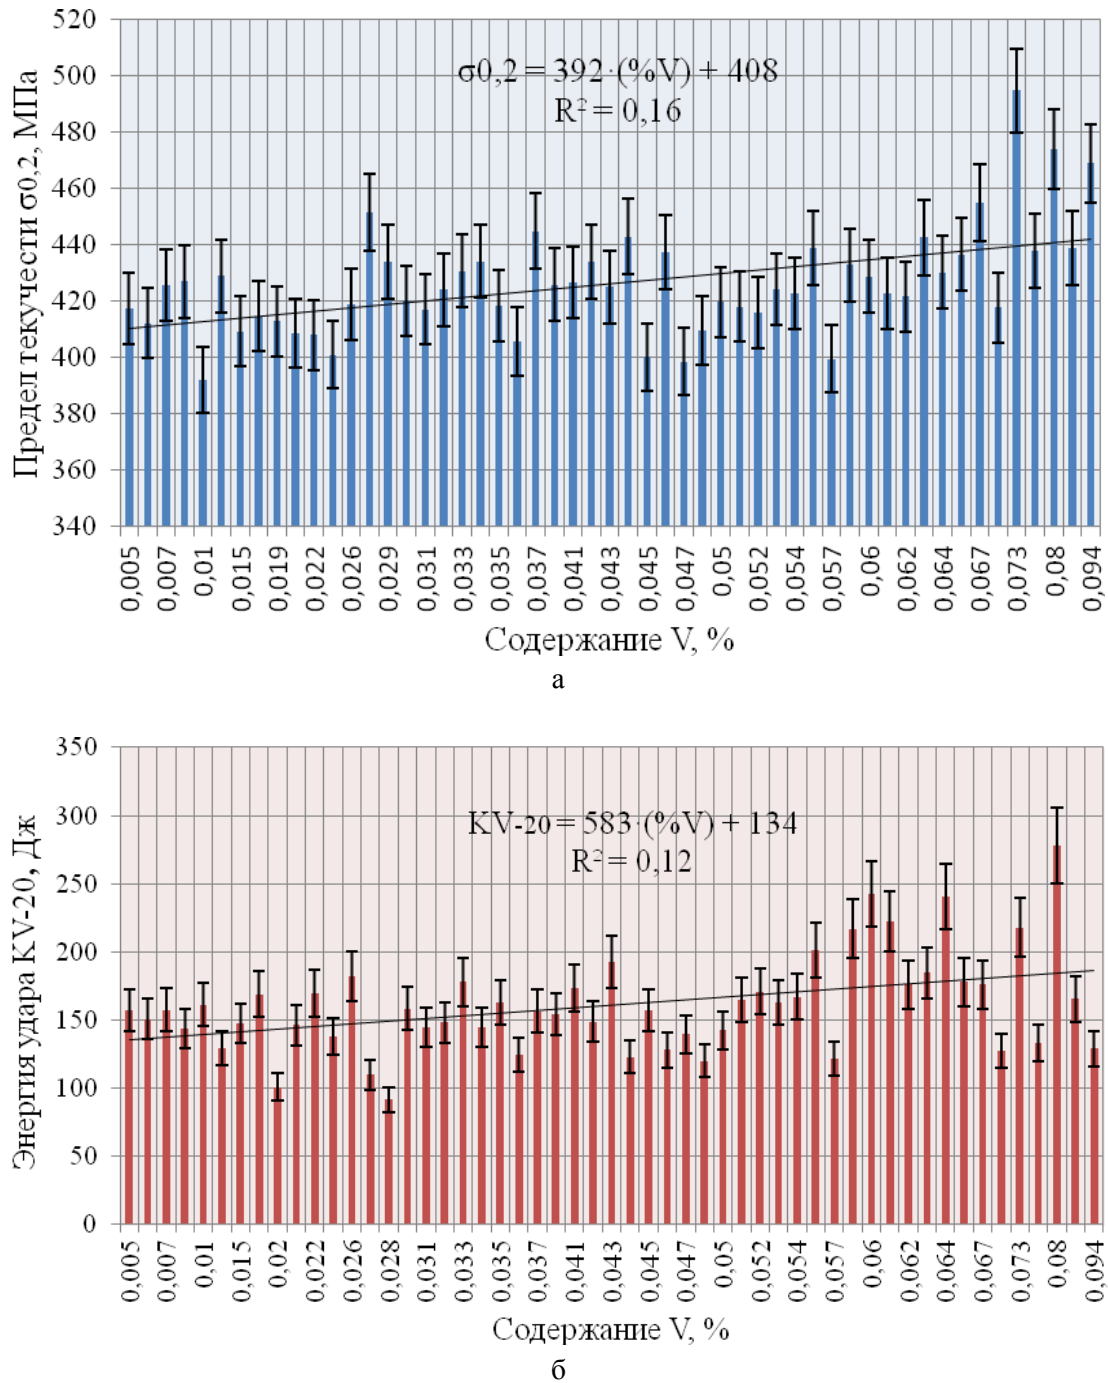 520
500
480
460
440
420
400
380
360
340
Предел текучести σ0,2, МПа
σ0,2 = 392·(%V) + 408
R² = 0,16
0,005 0,007 0,01 0,015 0,019 0,022 0,026 0,029 0,031 0,033 0,035 0,037 0,041 0,043 0,045 0,047 0,05 0,052 0,054 0,057 0,06 0,062 0,064 0,067 0,073 0,08 0,094
Содержание V, %
а
350
300
250
200
150
100
50
0
Энергия удара KV-20, Дж
KV-20 = 583·(%V) + 134
R² = 0,12
0,005 0,007 0,01 0,015 0,02 0,022 0,026 0,028 0,031 0,033 0,035 0,037 0,041 0,043 0,045 0,047 0,05 0,052 0,054 0,057 0,06 0,062 0,064 0,067 0,073 0,08 0,094
Содержание V, %
б